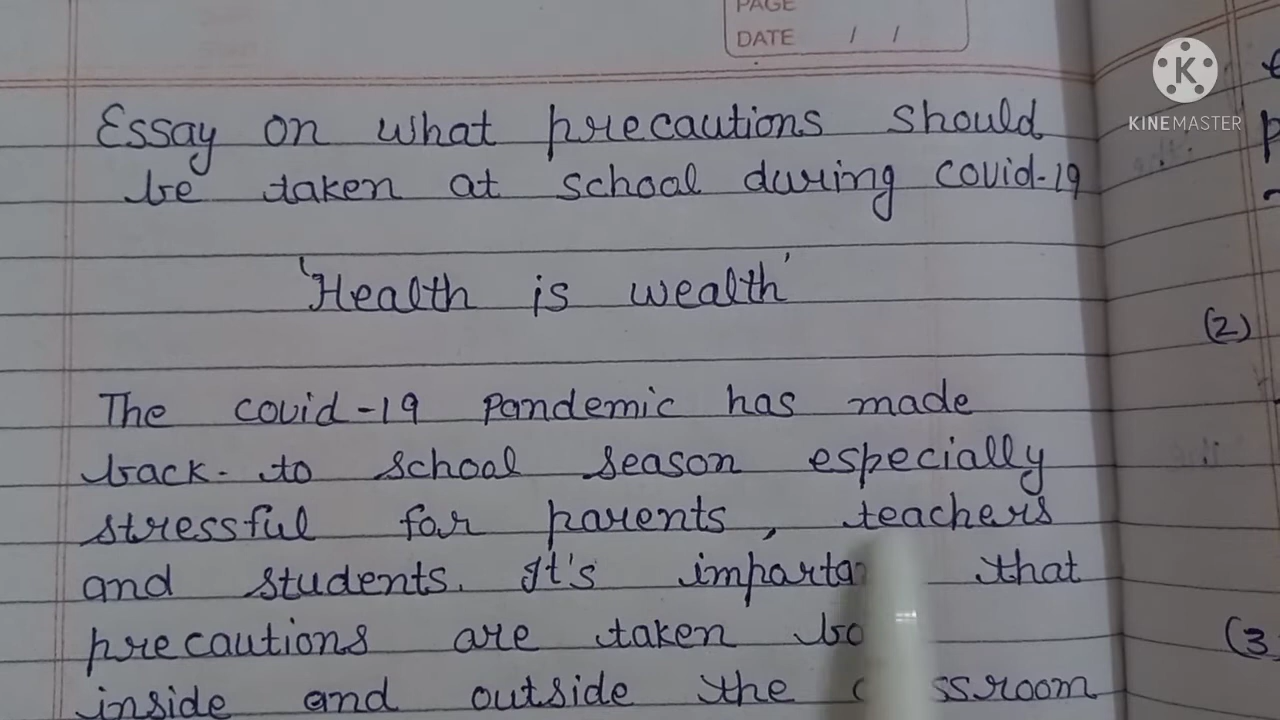 PAGE
DATE / /
KINEMASTER
Essay on what precautions should
be taken at school during covid-19
'Health is wealth'
(2)
The covid-19 pandemic has made
back-to school season especially
stressful for parents, teachers
and students. It's that
precautions are taken
(3
inside and outside the